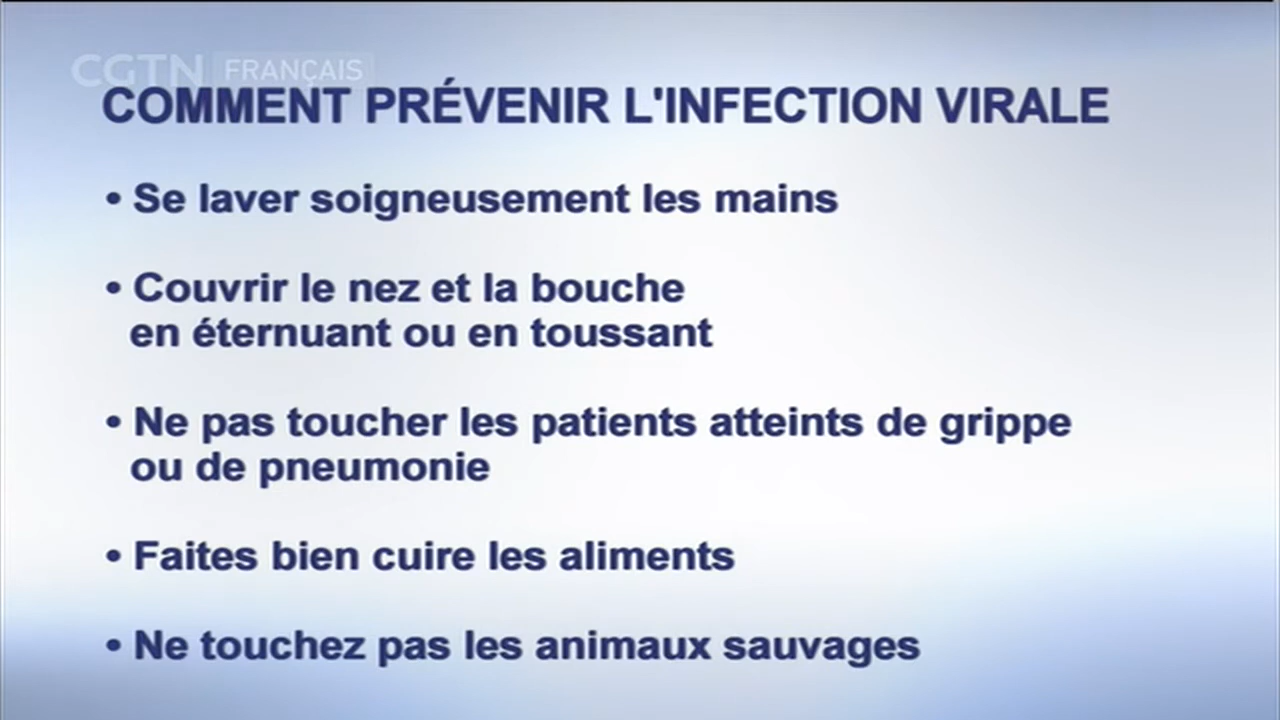 CGTN FRANÇAIS
COMMENT PRÉVENIR L'INFECTION VIRALE
• Se laver soigneusement les mains
• Couvrir le nez et la bouche
en éternuant ou en toussant
• Ne pas toucher les patients atteints de grippe
ou de pneumonie
• Faites bien cuire les aliments
• Ne touchez pas les animaux sauvages